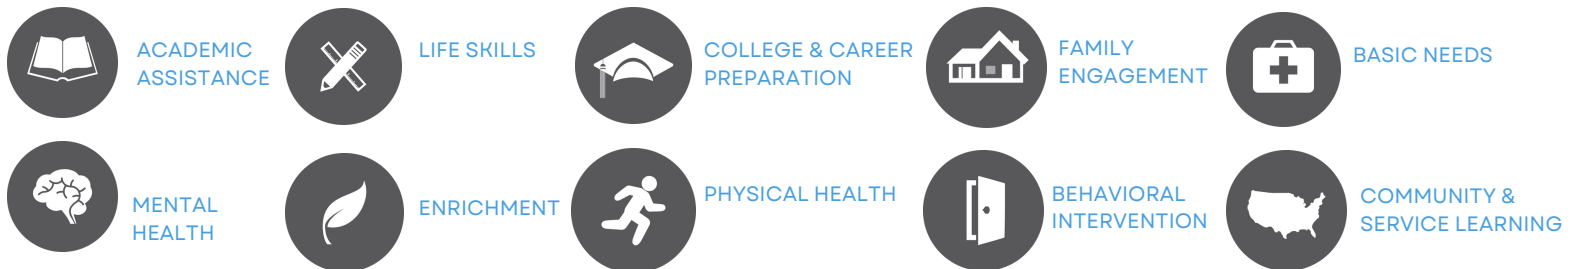 ACADEMIC
ASSISTANCE
LIFE SKILLS
COLLEGE & CAREER
PREPARATION
FAMILY
ENGAGEMENT
BASIC NEEDS
MENTAL
HEALTH
ENRICHMENT
PHYSICAL HEALTH
BEHAVIORAL
INTERVENTION
COMMUNITY &
SERVICE LEARNING